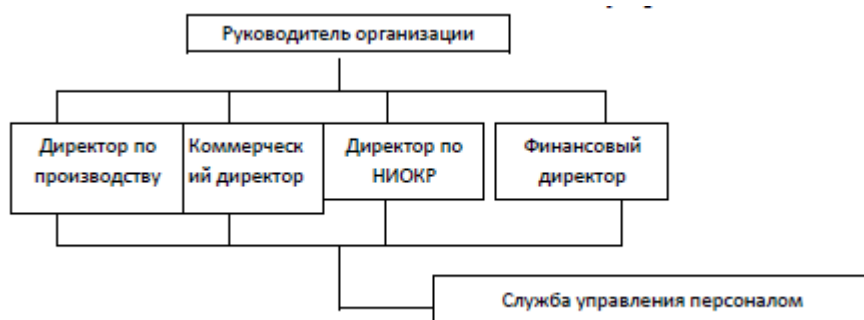 Руководитель организации
Директор по
производству
Коммерческ
ий директор
Директор по
НИОКР
Финансовый
директор
Служба управления персоналом